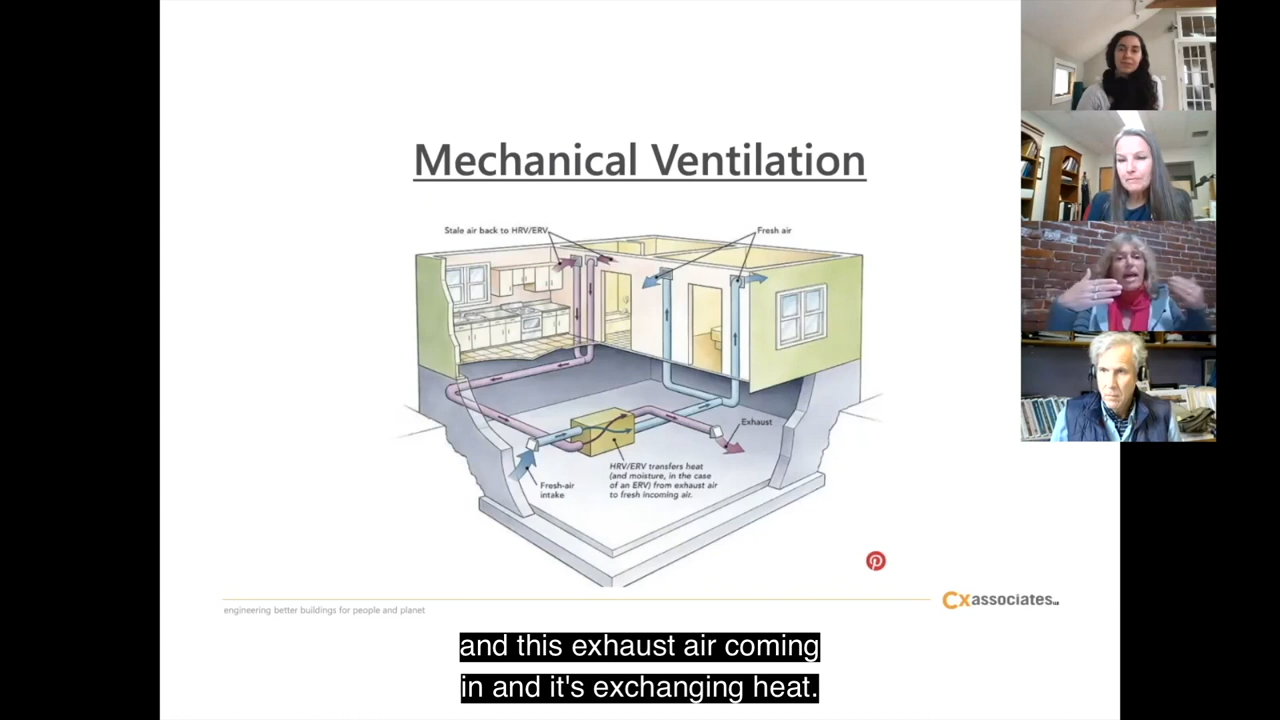 Mechanical Ventilation
Stale air back to HRV/ERV
Fresh air
Exhaust
HRV/ERV transfers heat
(and moisture, in the case
of an ERV) from exhaust air
to fresh incoming air.
Fresh-air
intake
engineering better buildings for people and planet
Cxassociates LLC
and this exhaust air coming
in and it's exchanging heat.